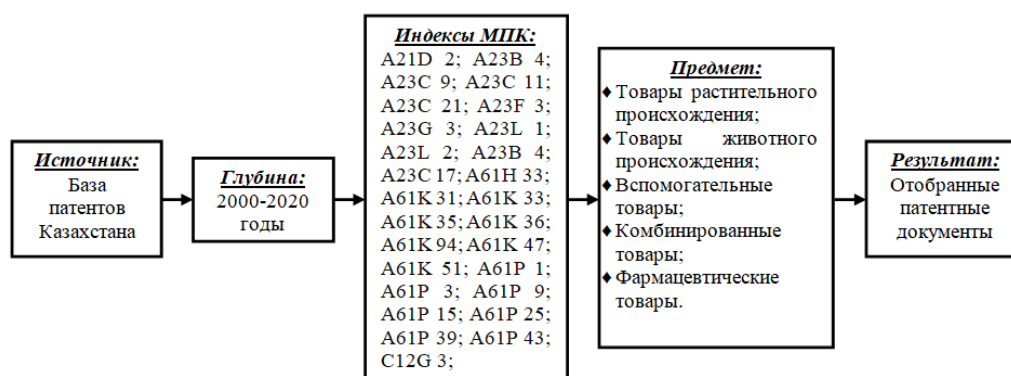 Источник:
База
патентов
Казахстана
Глубина:
2000-2020
годы
Индексы МПК:
A21D 2; A23B 4;
A23C 9; A23C 11;
A23C 21; A23F 3;
A23G 3; A23L 1;
A23L 2; A23B 4;
A23C 17; A61H 33;
A61K 31; A61K 33;
A61K 35; A61K 36;
A61K 94; A61K 47;
A61K 51; A61P 1;
A61P 3; A61P 9;
A61P 15; A61P 25;
A61P 39; A61P 43;
C12G 3;
Предмет:
♦ Товары растительного
происхождения;
♦ Товары животного
происхождения;
♦ Вспомогательные
товары;
♦ Комбинированные
товары;
♦ Фармацевтические
товары.
Результат:
Отобранные
патентные
документы